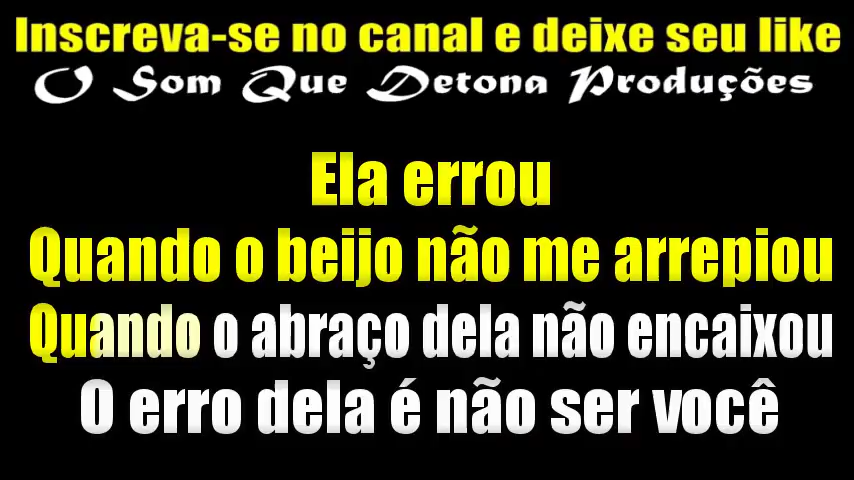 Inscreva-se no canal e deixe seu like
O Som Que Detona Produções
Ela errou
Quando o beijo não me arrepiou
Quando o abraço dela não encaixou
O erro dela é não ser você